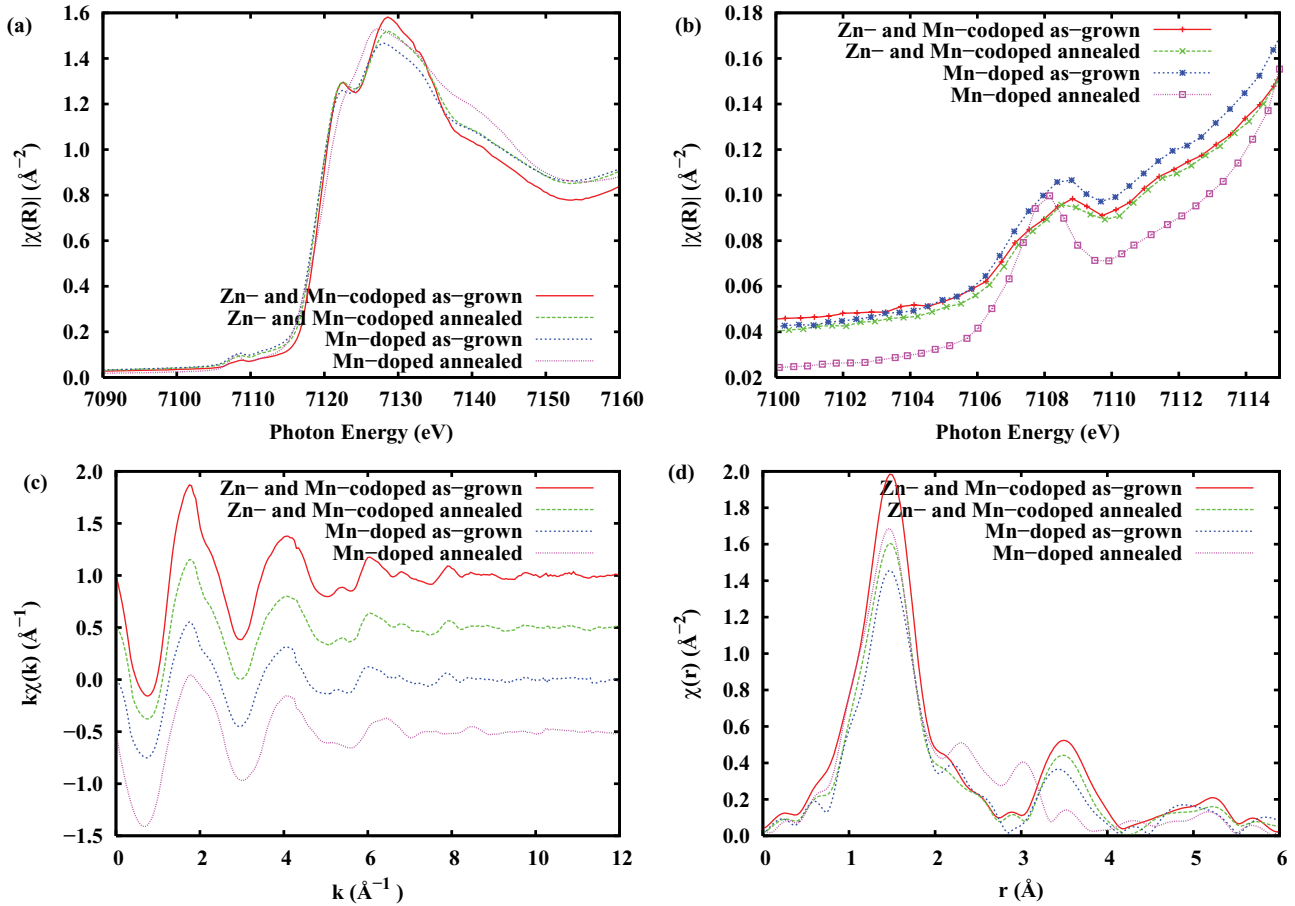 (a)
1.6
1.4
1.2
1.0
0.8
0.6
0.4
0.2
0.0
|χ(R)| (Å⁻²)
Zn− and Mn−codoped as−grown
Zn− and Mn−codoped annealed
Mn−doped as−grown
Mn−doped annealed
7090 7100 7110 7120 7130 7140 7150 7160
Photon Energy (eV)
(b)
0.18
0.16
0.14
0.12
0.10
0.08
0.06
0.04
0.02
|χ(R)| (Å⁻²)
Zn− and Mn−codoped as−grown
Zn− and Mn−codoped annealed
Mn−doped as−grown
Mn−doped annealed
7100 7102 7104 7106 7108 7110 7112 7114
Photon Energy (eV)
(c)
2.0
1.5
1.0
0.5
0.0
−0.5
−1.0
−1.5
kχ(k) (Å⁻¹)
Zn− and Mn−codoped as−grown
Zn− and Mn−codoped annealed
Mn−doped as−grown
Mn−doped annealed
0 2 4 6 8 10 12
k (Å⁻¹)
(d)
2.0
1.8
1.6
1.4
1.2
1.0
0.8
0.6
0.4
0.2
0.0
χ(r) (Å⁻²)
Zn− and Mn−codoped as−grown
Zn− and Mn−codoped annealed
Mn−doped as−grown
Mn−doped annealed
0 1 2 3 4 5 6
r (Å)